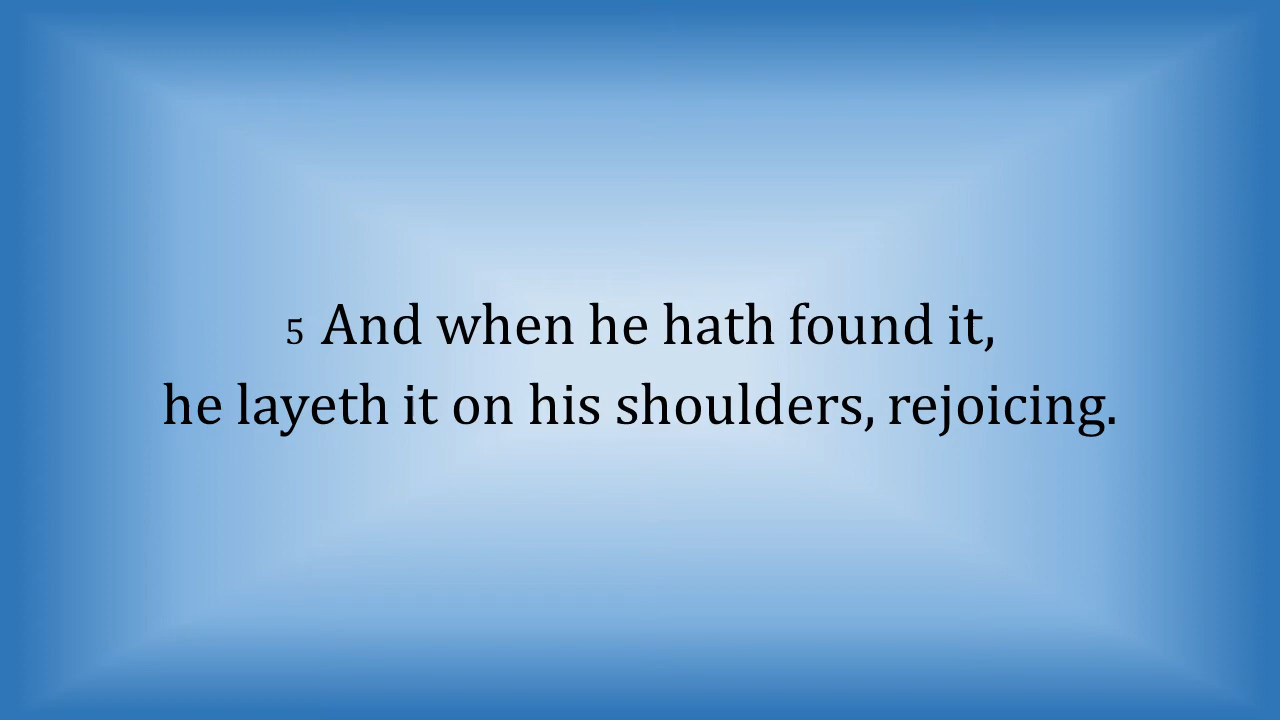 5 And when he hath found it,
he layeth it on his shoulders, rejoicing.